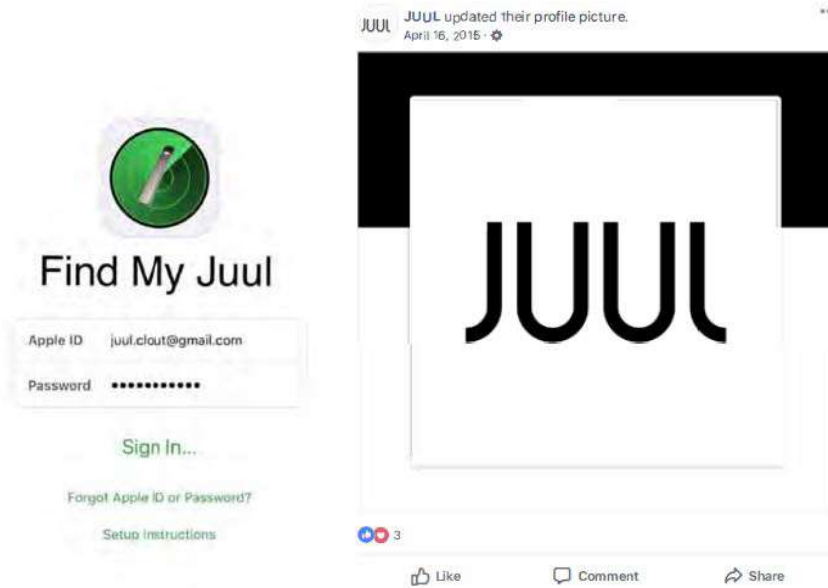 Find My Juul
Apple ID juul.clout@gmail.com
Password •••••••••••
Sign In...
Forgot Apple ID or Password?
Setup Instructions
JUUL
JUUL updated their profile picture.
April 16, 2015 ·
JUUL
3
Like Comment Share